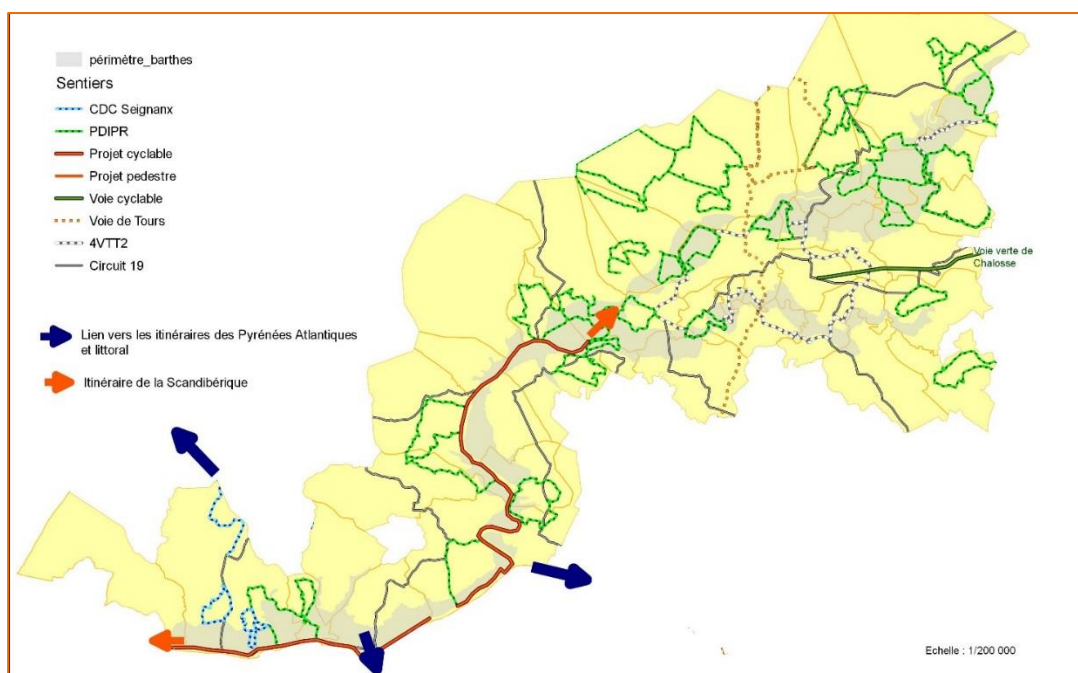 périmètre_barthes
Sentiers
CDC Seignanx
PDIPR
Projet cyclable
Projet pedestre
Voie cyclable
Voie de Tours
4VTT2
Circuit 19
Lien vers les itinéraires des Pyrénées Atlantiques
et littoral
Itinéraire de la Scandibérique
Voie verte de
Chalosse
Echelle : 1/200 000